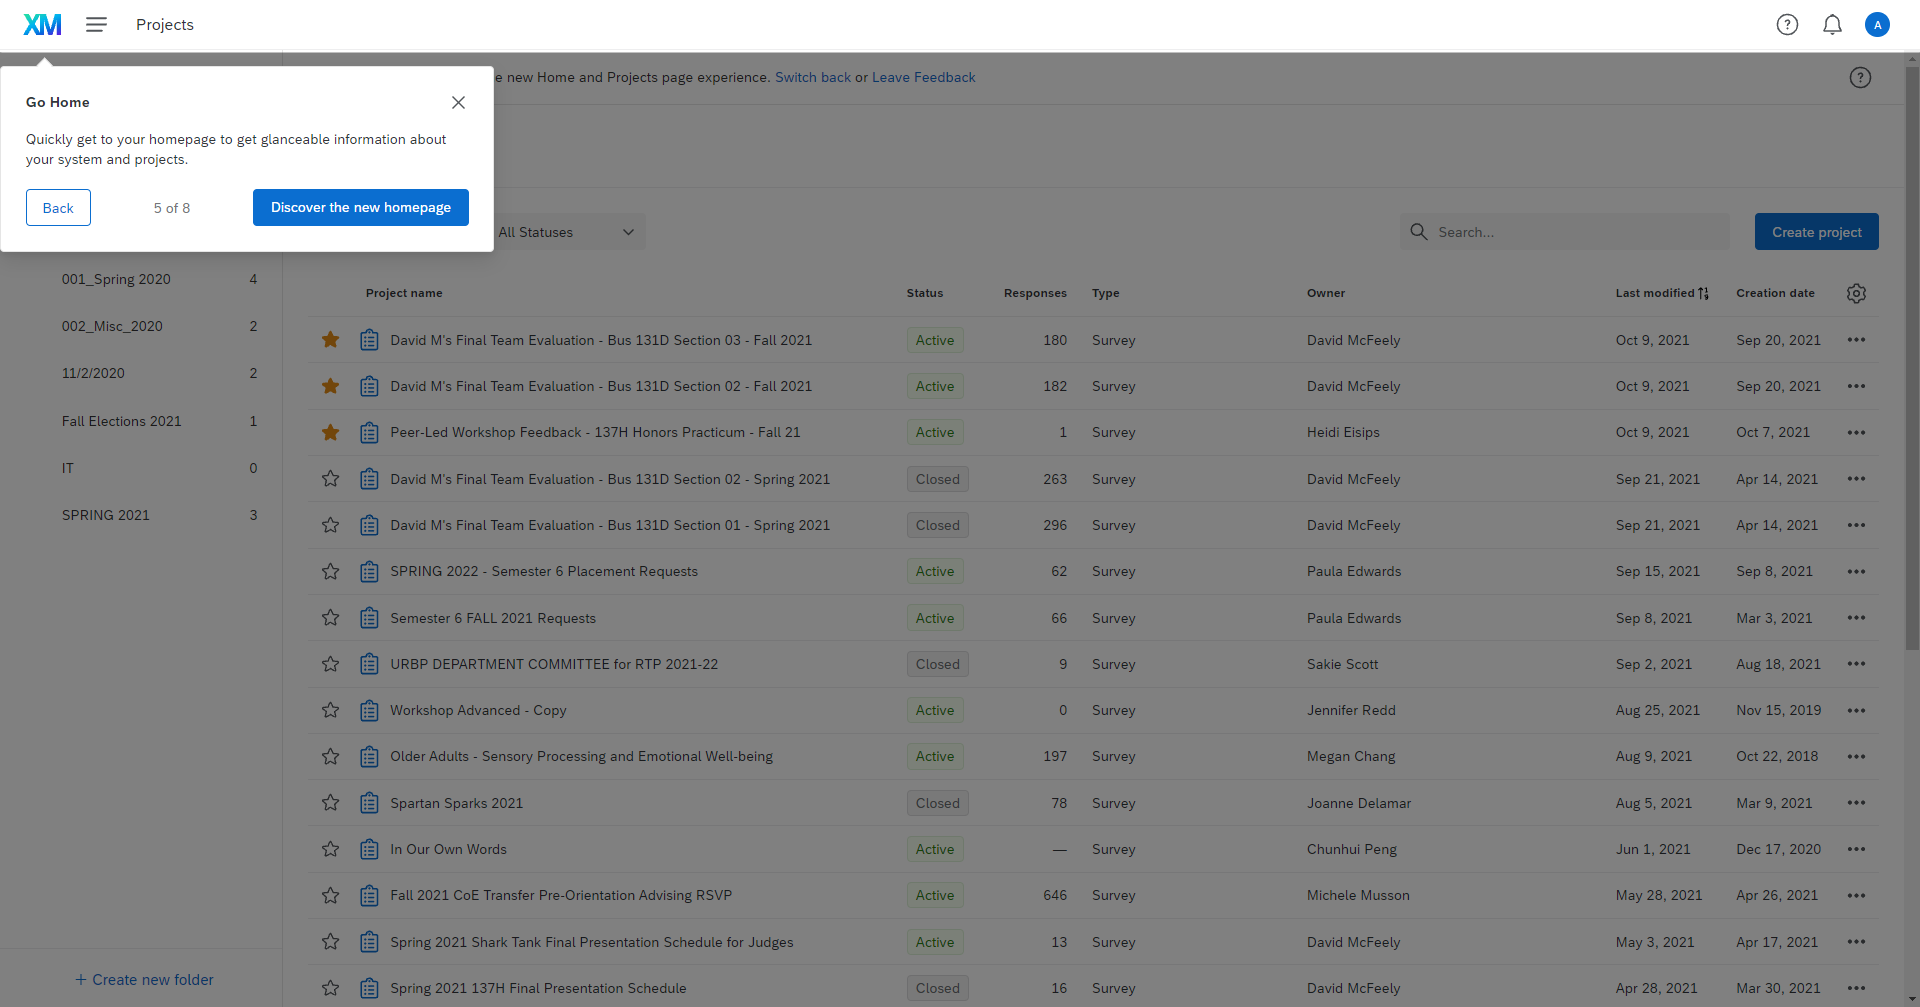 XM Projects A
e new Home and Projects page experience. Switch back or Leave Feedback
Go Home
Quickly get to your homepage to get glanceable information about
your system and projects.
Back 5 of 8 Discover the new homepage
All Statuses Search... Create project
001_Spring 2020 4
002_Misc_2020 2
11/2/2020 2
Fall Elections 2021 1
IT 0
SPRING 2021 3
+ Create new folder
Project name Status Responses Type Owner Last modified Creation date
David M's Final Team Evaluation - Bus 131D Section 03 - Fall 2021 Active 180 Survey David McFeely Oct 9, 2021 Sep 20, 2021
David M's Final Team Evaluation - Bus 131D Section 02 - Fall 2021 Active 182 Survey David McFeely Oct 9, 2021 Sep 20, 2021
Peer-Led Workshop Feedback - 137H Honors Practicum - Fall 21 Active 1 Survey Heidi Eisips Oct 9, 2021 Oct 7, 2021
David M's Final Team Evaluation - Bus 131D Section 02 - Spring 2021 Closed 263 Survey David McFeely Sep 21, 2021 Apr 14, 2021
David M's Final Team Evaluation - Bus 131D Section 01 - Spring 2021 Closed 296 Survey David McFeely Sep 21, 2021 Apr 14, 2021
SPRING 2022 - Semester 6 Placement Requests Active 62 Survey Paula Edwards Sep 15, 2021 Sep 8, 2021
Semester 6 FALL 2021 Requests Active 66 Survey Paula Edwards Sep 8, 2021 Mar 3, 2021
URBP DEPARTMENT COMMITTEE for RTP 2021-22 Closed 9 Survey Sakie Scott Sep 2, 2021 Aug 18, 2021
Workshop Advanced - Copy Active 0 Survey Jennifer Redd Aug 25, 2021 Nov 15, 2019
Older Adults - Sensory Processing and Emotional Well-being Active 197 Survey Megan Chang Aug 9, 2021 Oct 22, 2018
Spartan Sparks 2021 Closed 78 Survey Joanne Delamar Aug 5, 2021 Mar 9, 2021
In Our Own Words Active — Survey Chunhui Peng Jun 1, 2021 Dec 17, 2020
Fall 2021 CoE Transfer Pre-Orientation Advising RSVP Active 646 Survey Michele Musson May 28, 2021 Apr 26, 2021
Spring 2021 Shark Tank Final Presentation Schedule for Judges Active 13 Survey David McFeely May 3, 2021 Apr 17, 2021
Spring 2021 137H Final Presentation Schedule Closed 16 Survey David McFeely Apr 28, 2021 Mar 30, 2021